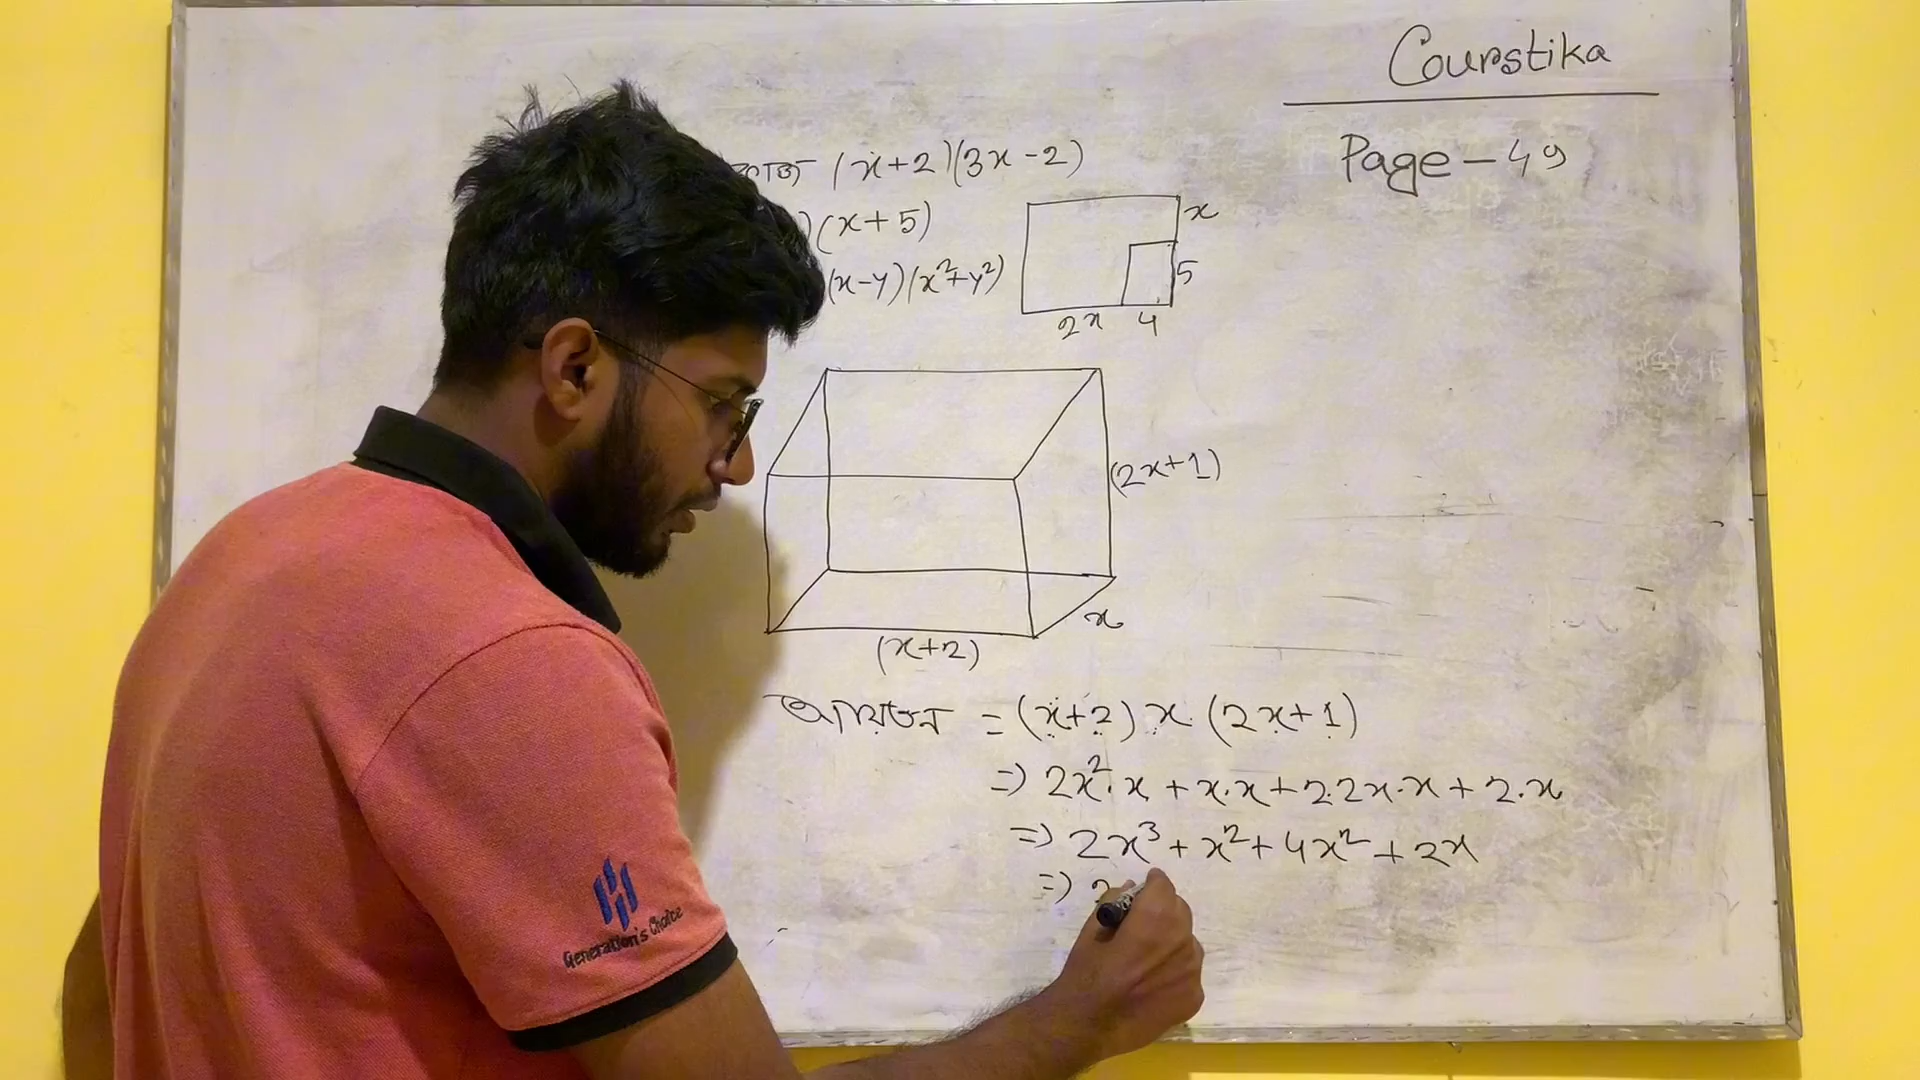 Courstika
Page-49
(x+2)(3x-2)
)(x+5)
(x-y)(x²+y²)
x
5
2x 4
(2x+1)
x
(x+2)
আয়তন = (x+2) x. (2x+1)
=> 2x².x + x.x + 2.2x.x + 2.x
=> 2x³ + x² + 4x² + 2x
=> 2
Generation's Choice